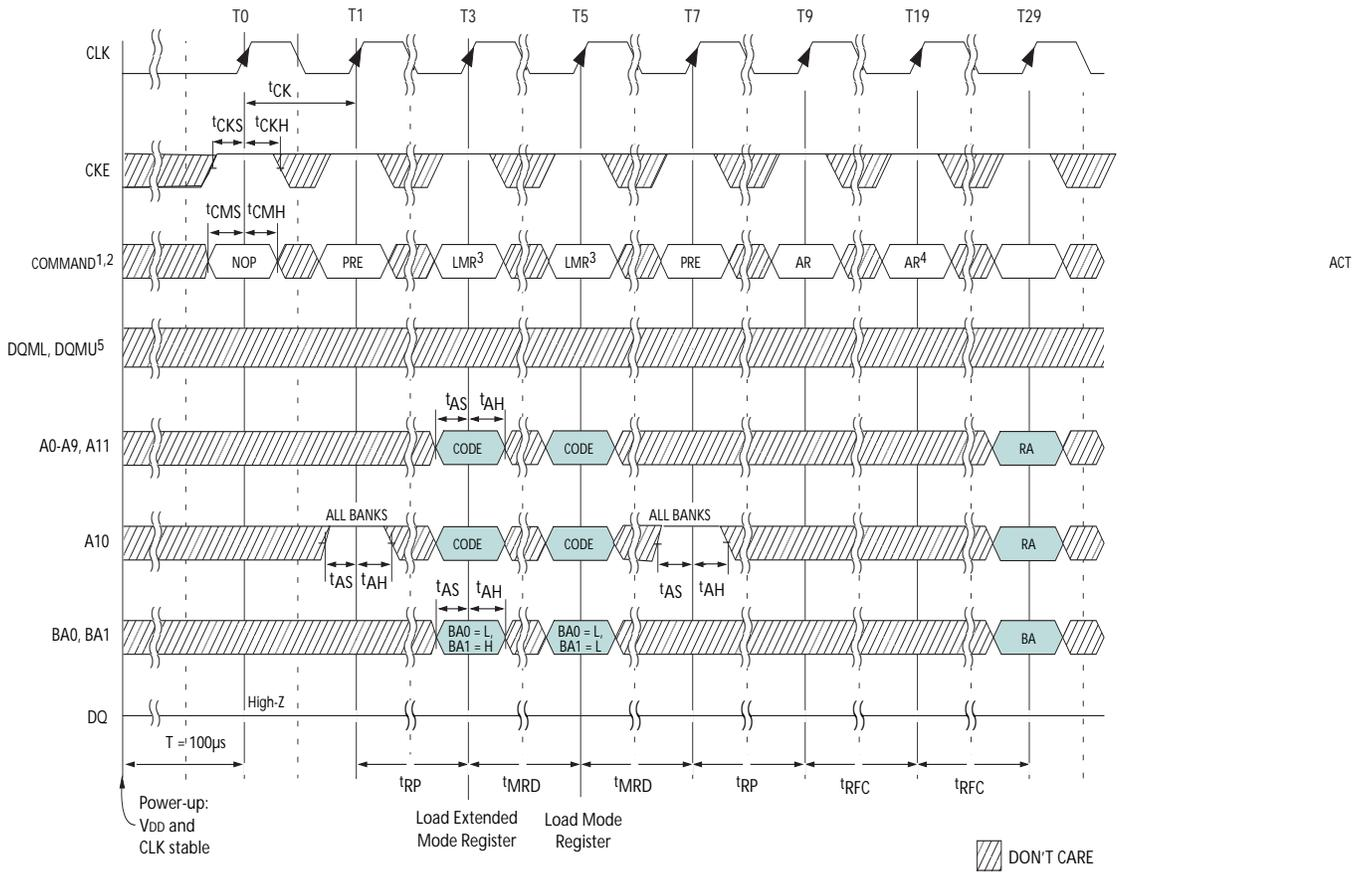 T0 T1 T3 T5 T7 T9 T19 T29
CLK
tCK
tCKS tCKH
CKE
tCMS tCMH
COMMAND1,2 NOP PRE LMR3 LMR3 PRE AR AR4 ACT
DQML, DQMU5
tAS tAH
A0-A9, A11 CODE CODE RA
ALL BANKS ALL BANKS
A10 CODE CODE RA
tAS tAH tAS tAH
tAS tAH
BA0, BA1 BA0 = L, BA1 = H BA0 = L, BA1 = L BA
High-Z
DQ
T = 100µs
tRP tMRD tMRD tRP tRFC tRFC
Power-up:
VDD and
CLK stable
Load Extended
Mode Register
Load Mode
Register
DON'T CARE